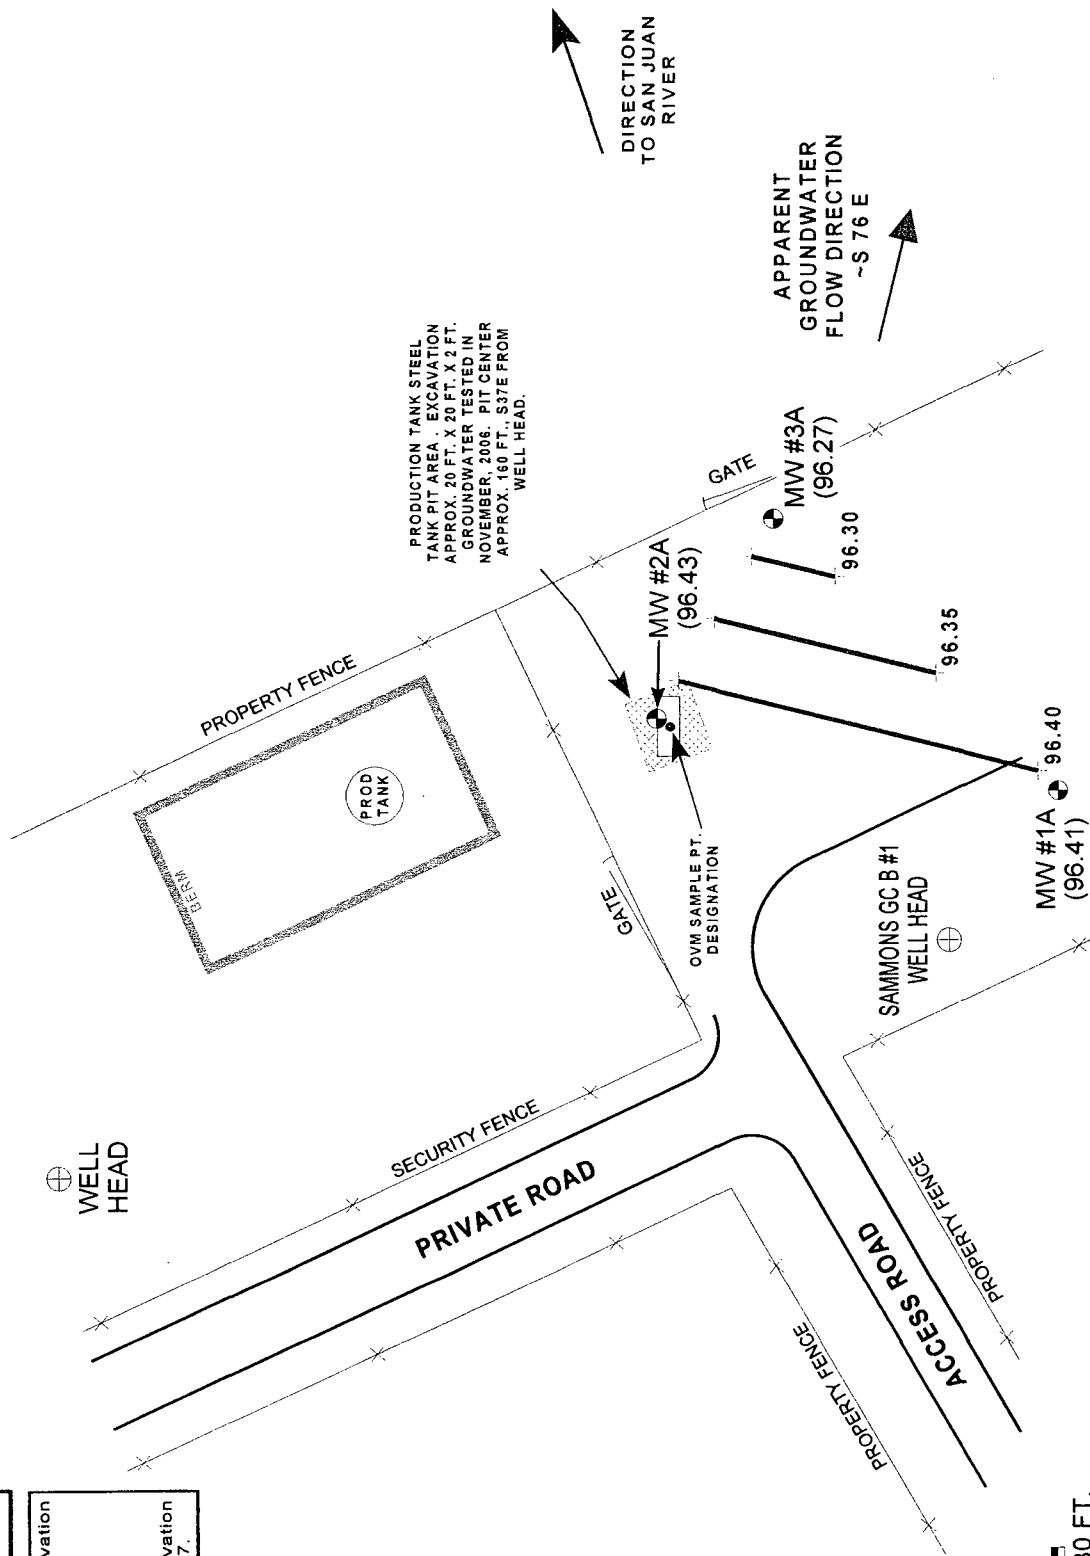 DIRECTION
TO SAN JUAN
RIVER
APPARENT
GROUNDWATER
FLOW DIRECTION
~S 76 E
PRODUCTION TANK STEEL
TANK PIT AREA . EXCAVATION
APPROX. 20 FT. X 20 FT. X 2 FT.
GROUNDWATER TESTED IN
NOVEMBER, 2006. PIT CENTER
APPROX. 160 FT., S37E FROM
WELL HEAD.
PROPERTY FENCE
BERM
PROD
TANK
GATE
MW #2A
(96.43)
GATE
MW #3A
(96.27)
96.30
96.35
96.40
MW #1A
(96.41)
OVM SAMPLE PT.
DESIGNATION
SAMMONS GC B #1
WELL HEAD
WELL
HEAD
SECURITY FENCE
PRIVATE ROAD
ACCESS ROAD
PROPERTY FENCE
PROPERTY FENCE
vation
vation
7.
30 FT.